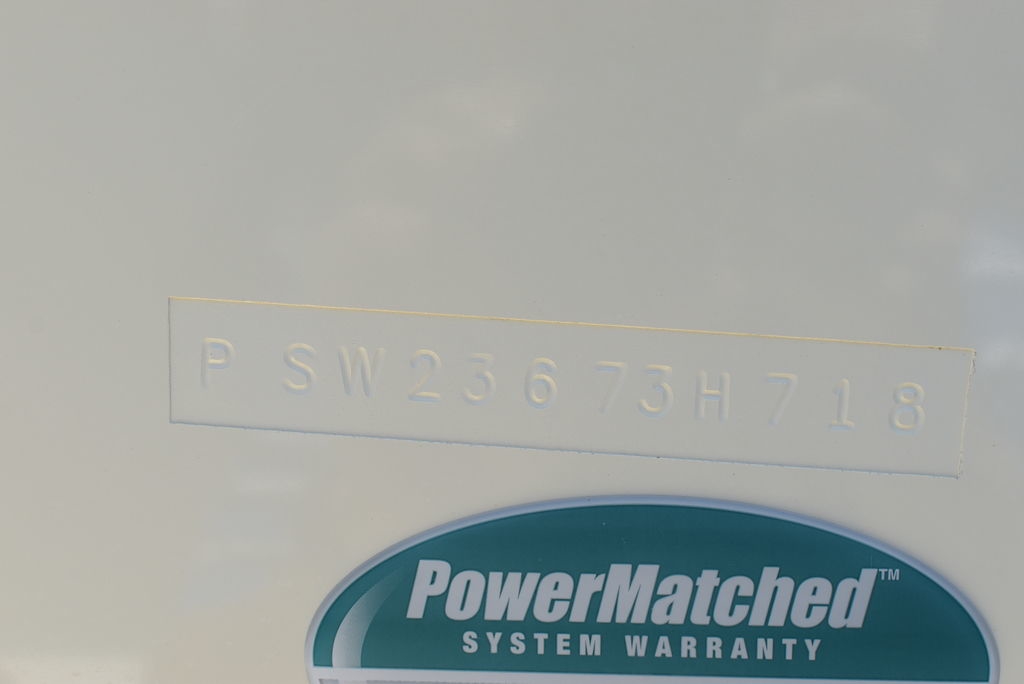 P SW23673H718
PowerMatched™
SYSTEM WARRANTY